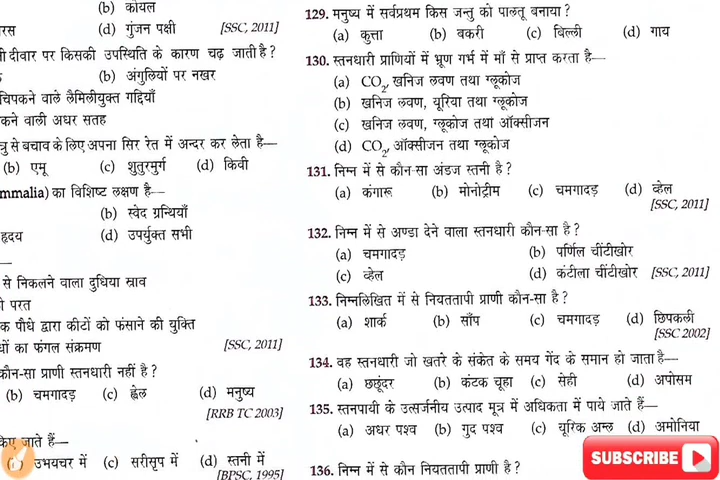 (b) कोयल
रस (d) गुंजन पक्षी [SSC, 2011]
ी दीवार पर किसकी उपस्थिति के कारण चढ़ जाती है?
(b) अंगुलियों पर नखर
चिपकने वाले लैमिलीयुक्त गद्दियाँ
कने वाली अधर सतह
त्रु से बचाव के लिए अपना सिर रेत में अन्दर कर लेता है—
(b) एमू (c) शुतुरमुर्ग (d) किवी
mmalia) का विशिष्ट लक्षण है—
(b) स्वेद ग्रन्थियाँ
हृदय (d) उपर्युक्त सभी
—
से निकलने वाला दुधिया स्राव
ी परत
क पौधे द्वारा कीटों को फंसाने की युक्ति
धों का फंगल संक्रमण [SSC, 2011]
कौन-सा प्राणी स्तनधारी नहीं है?
(b) चमगादड़ (c) ह्वेल (d) मनुष्य
[RRB TC 2003]
किए जाते हैं—
उभयचर में (c) सरीसृप में (d) स्तनी में
[BPSC, 1995]
129. मनुष्य में सर्वप्रथम किस जन्तु को पालतू बनाया?
(a) कुत्ता (b) बकरी (c) बिल्ली (d) गाय
130. स्तनधारी प्राणियों में भ्रूण गर्भ में माँ से प्राप्त करता है—
(a) CO₂, खनिज लवण तथा ग्लूकोज
(b) खनिज लवण, यूरिया तथा ग्लूकोज
(c) खनिज लवण, ग्लूकोज तथा ऑक्सीजन
(d) CO₂, ऑक्सीजन तथा ग्लूकोज
131. निम्न में से कौन-सा अंडज स्तनी है?
(a) कंगारू (b) मोनोट्रीम (c) चमगादड़ (d) व्हेल
[SSC, 2011]
132. निम्न में से अण्डा देने वाला स्तनधारी कौन-सा है?
(a) चमगादड़ (b) पर्णिल चींटीखोर
(c) व्हेल (d) कंटीला चींटीखोर [SSC, 2011]
133. निम्नलिखित में से नियततापी प्राणी कौन-सा है?
(a) शार्क (b) साँप (c) चमगादड़ (d) छिपकली
[SSC 2002]
134. वह स्तनधारी जो खतरे के संकेत के समय गेंद के समान हो जाता है—
(a) छछूंदर (b) कंटक चूहा (c) सेही (d) अपोसम
135. स्तनपायी के उत्सर्जनीय उत्पाद मूत्र में अधिकता में पाये जाते हैं—
(a) अधर पश्व (b) गुद पश्व (c) यूरिक अम्ल (d) अमोनिया
136. निम्न में से कौन नियततापी प्राणी है?
SUBSCRIBE